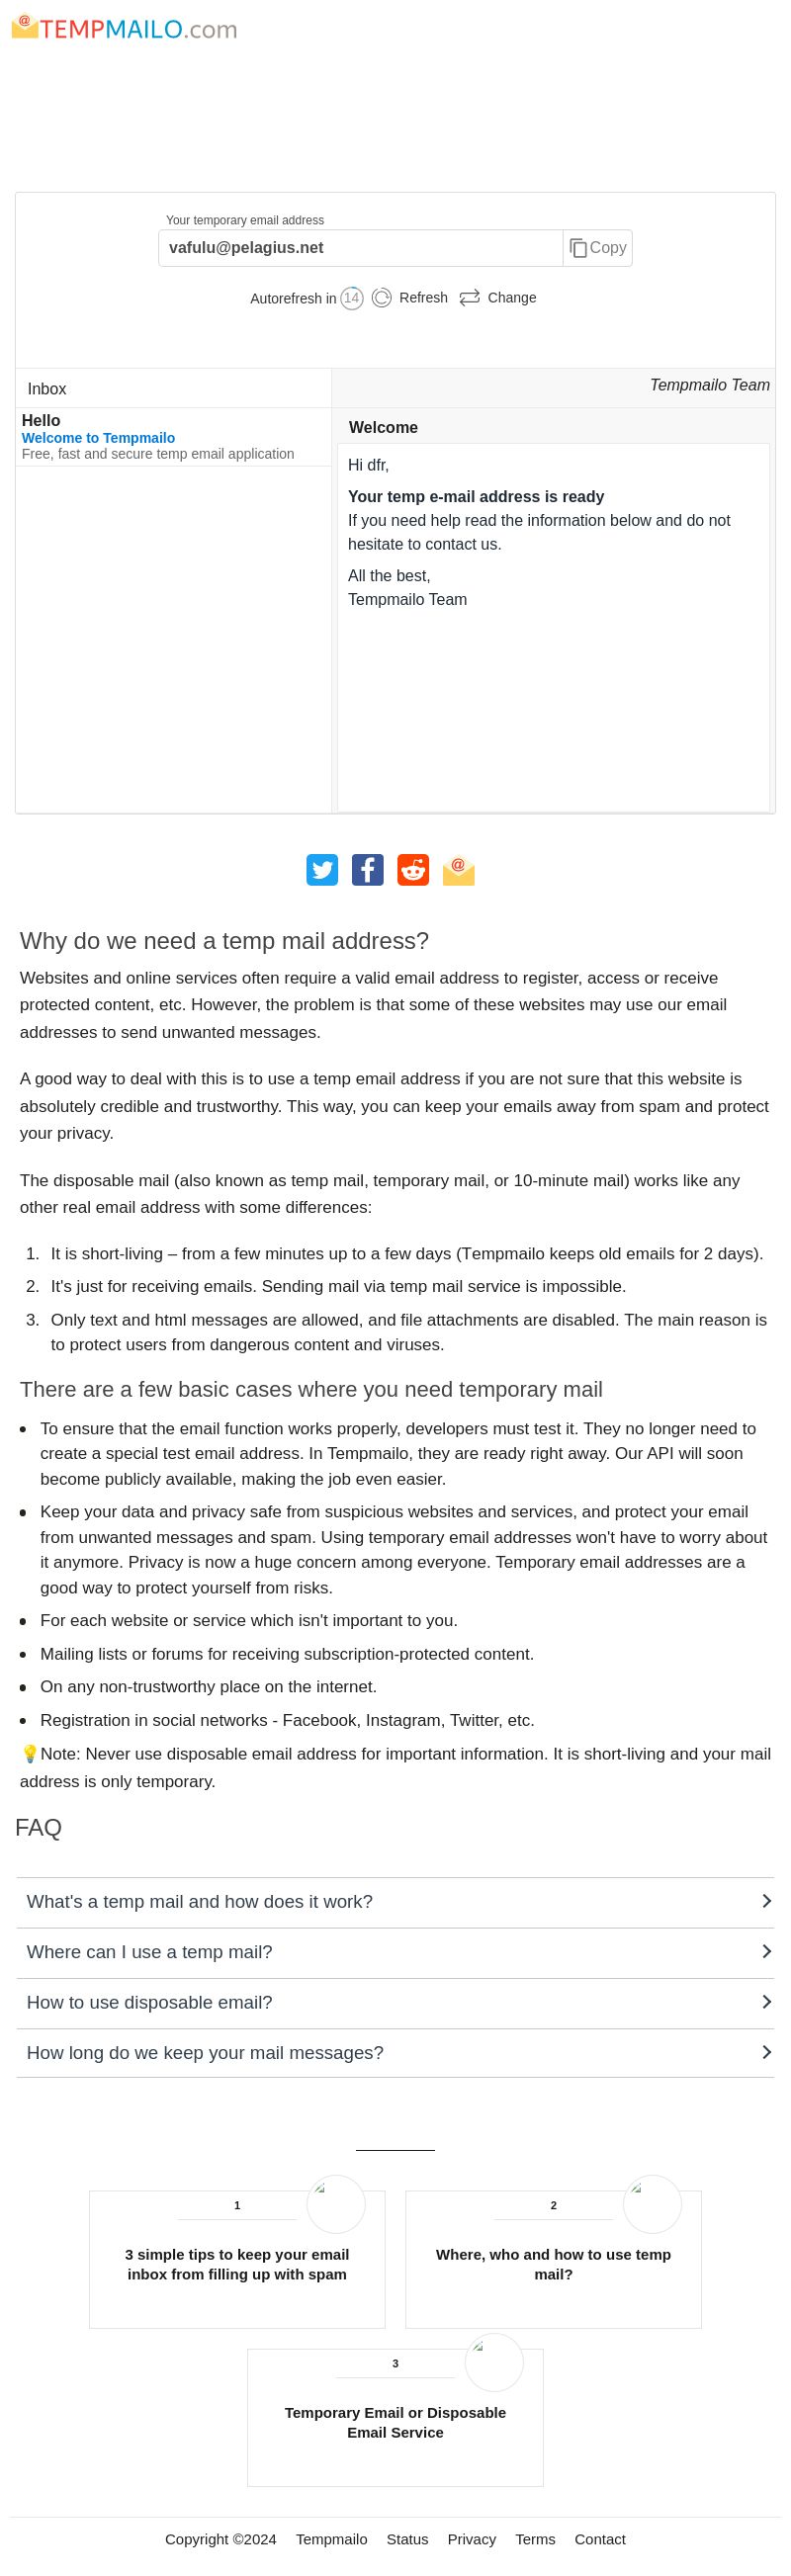 TEMPMAILO.com
Your temporary email address
vafulu@pelagius.net
Copy
Autorefresh in 14 Refresh Change
Inbox
Tempmailo Team
Hello
Welcome to Tempmailo
Free, fast and secure temp email application
Welcome
Hi dfr,
Your temp e-mail address is ready
If you need help read the information below and do not
hesitate to contact us.
All the best,
Tempmailo Team
Why do we need a temp mail address?
Websites and online services often require a valid email address to register, access or receive
protected content, etc. However, the problem is that some of these websites may use our email
addresses to send unwanted messages.
A good way to deal with this is to use a temp email address if you are not sure that this website is
absolutely credible and trustworthy. This way, you can keep your emails away from spam and protect
your privacy.
The disposable mail (also known as temp mail, temporary mail, or 10-minute mail) works like any
other real email address with some differences:
1. It is short-living – from a few minutes up to a few days (Tempmailo keeps old emails for 2 days).
2. It's just for receiving emails. Sending mail via temp mail service is impossible.
3. Only text and html messages are allowed, and file attachments are disabled. The main reason is
to protect users from dangerous content and viruses.
There are a few basic cases where you need temporary mail
• To ensure that the email function works properly, developers must test it. They no longer need to
create a special test email address. In Tempmailo, they are ready right away. Our API will soon
become publicly available, making the job even easier.
• Keep your data and privacy safe from suspicious websites and services, and protect your email
from unwanted messages and spam. Using temporary email addresses won't have to worry about
it anymore. Privacy is now a huge concern among everyone. Temporary email addresses are a
good way to protect yourself from risks.
• For each website or service which isn't important to you.
• Mailing lists or forums for receiving subscription-protected content.
• On any non-trustworthy place on the internet.
• Registration in social networks - Facebook, Instagram, Twitter, etc.
💡Note: Never use disposable email address for important information. It is short-living and your mail
address is only temporary.
FAQ
What's a temp mail and how does it work?
Where can I use a temp mail?
How to use disposable email?
How long do we keep your mail messages?
1
3 simple tips to keep your email
inbox from filling up with spam
2
Where, who and how to use temp
mail?
3
Temporary Email or Disposable
Email Service
Copyright ©2024 Tempmailo Status Privacy Terms Contact